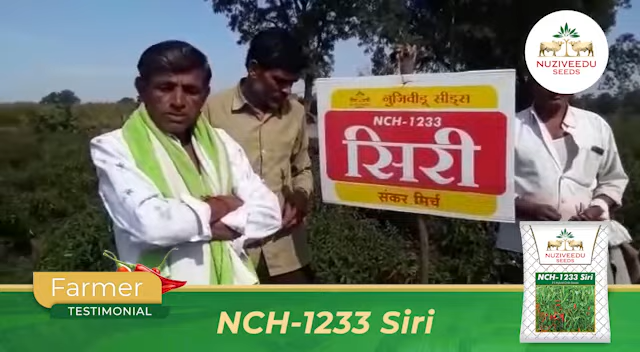 NUZIVEEDU
SEEDS
नुजिवीडू सीड्स
NCH-1233
सिरी
संकर मिर्च
NUZIVEEDU
SEEDS
NCH-1233 Siri
Farmer
TESTIMONIAL
NCH-1233 Siri